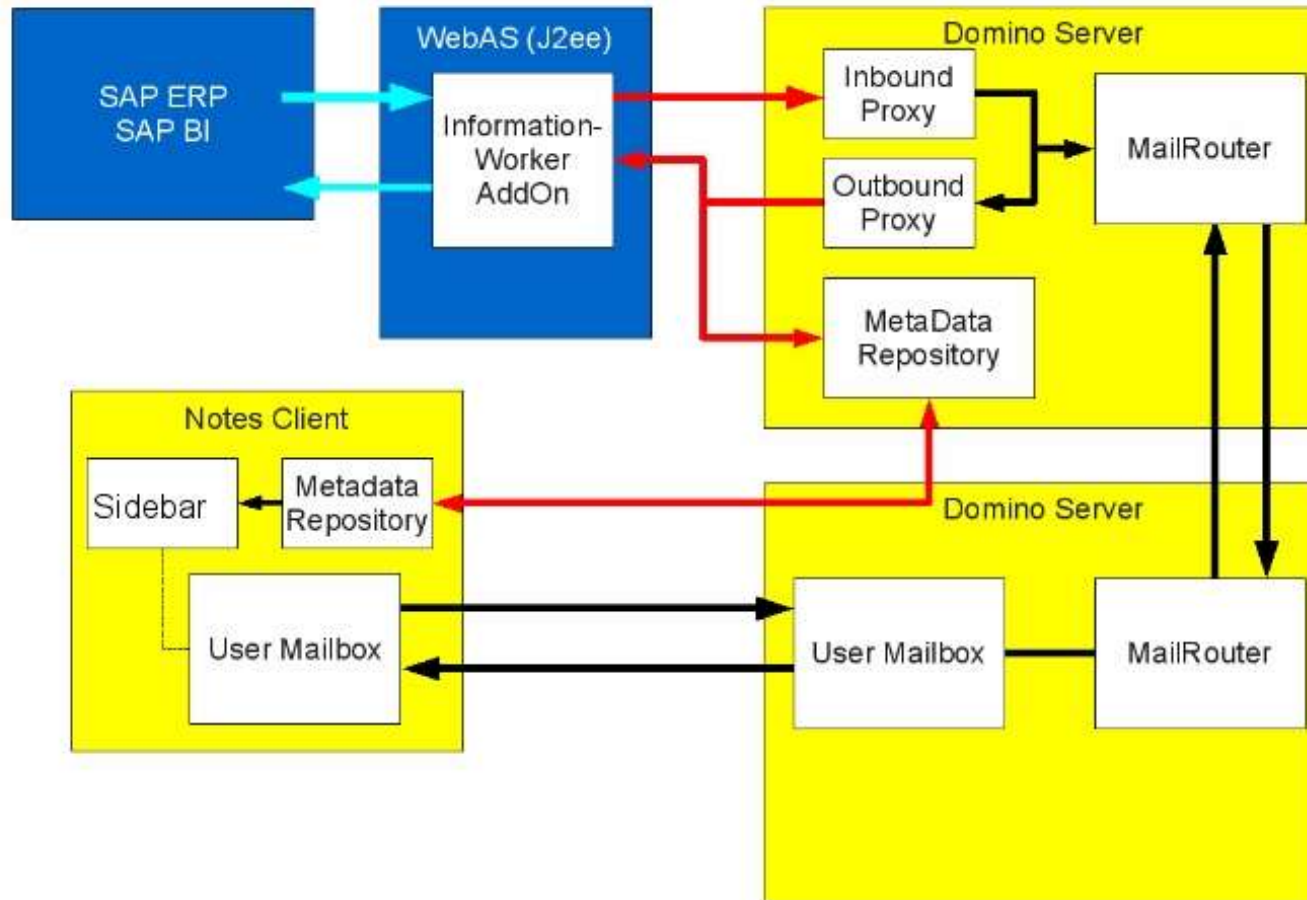 SAP ERP
SAP BI
WebAS (J2ee)
Information-
Worker
AddOn
Domino Server
Inbound
Proxy
MailRouter
Outbound
Proxy
MetaData
Repository
Notes Client
Sidebar
Metadata
Repository
User Mailbox
Domino Server
User Mailbox
MailRouter